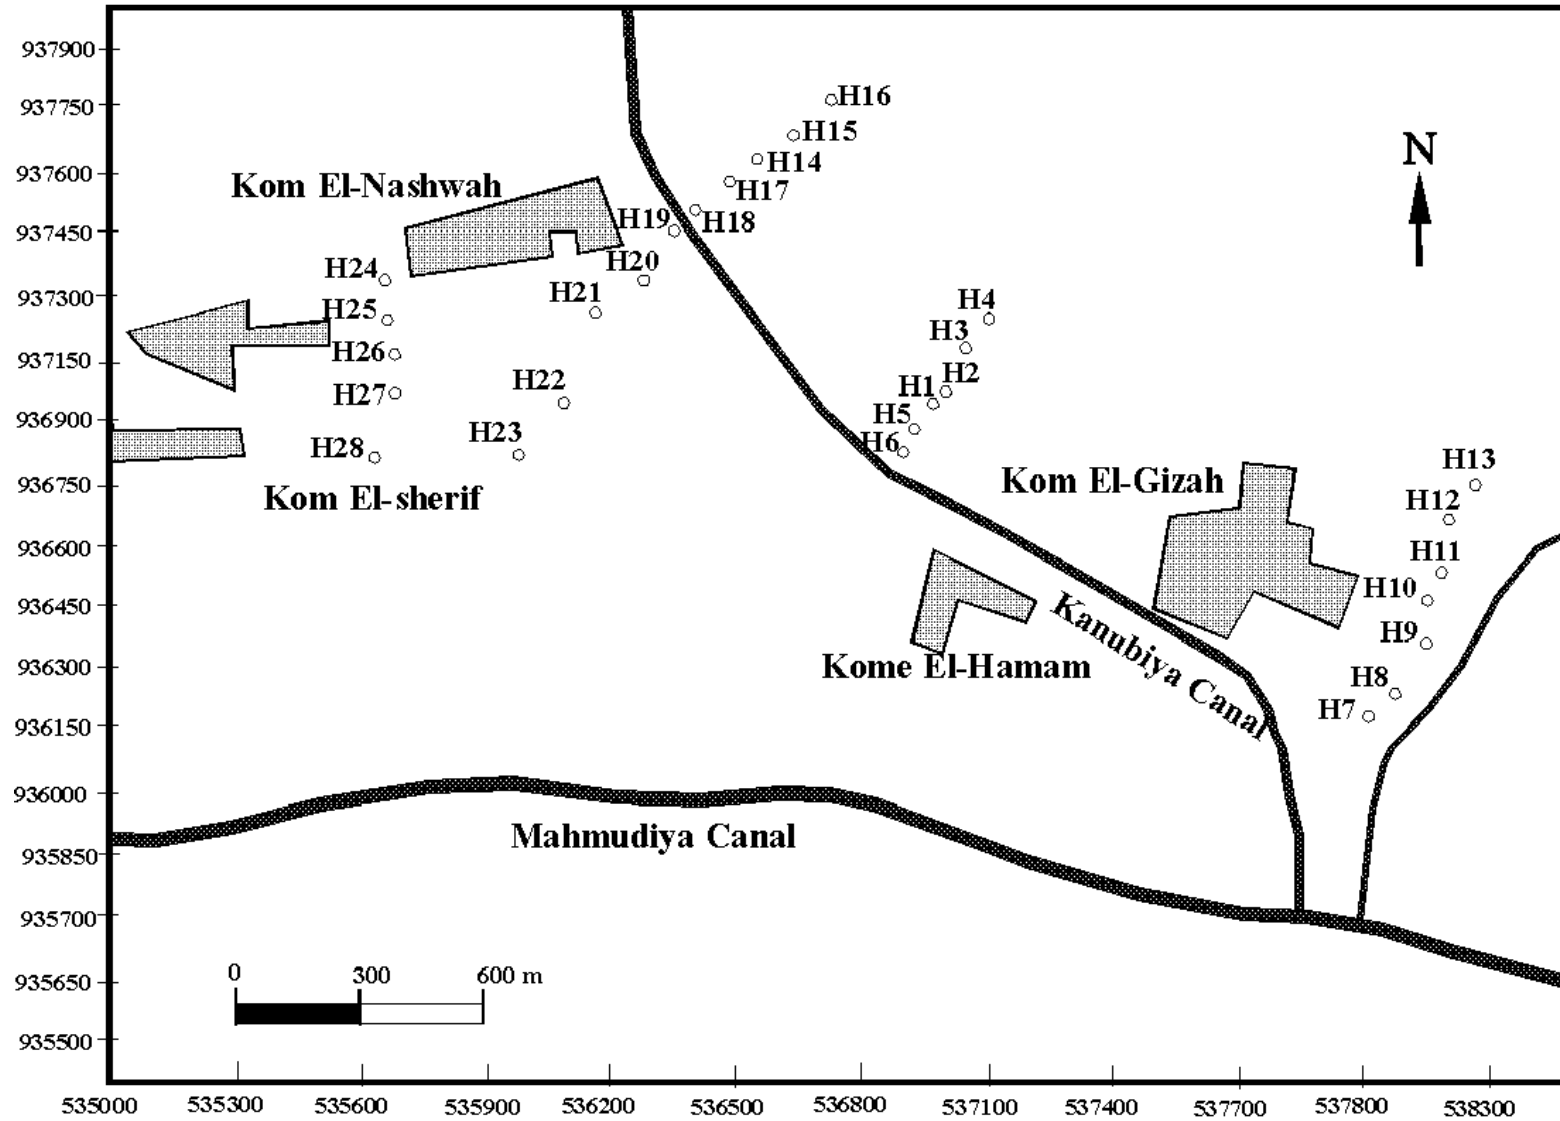 937900
937750
H16
H15
N
H14
937600
Kom El-Nashwah
H17
H19
H18
937450
H20
H24
H21
937300
H4
H25
H3
H26
937150
H2
H27
H22
H1
936900
H5
H23
H6
H28
H13
936750
Kom El-Gizah
Kom El-sherif
H12
936600
H11
H10
936450
Kanubiya Canal
H9
936300
Kome El-Hamam
H8
H7
936150
936000
Mahmudiya Canal
935850
935700
0 300 600 m
935650
935500
535000 535300 535600 535900 536200 536500 536800 537100 537400 537700 537800 538300